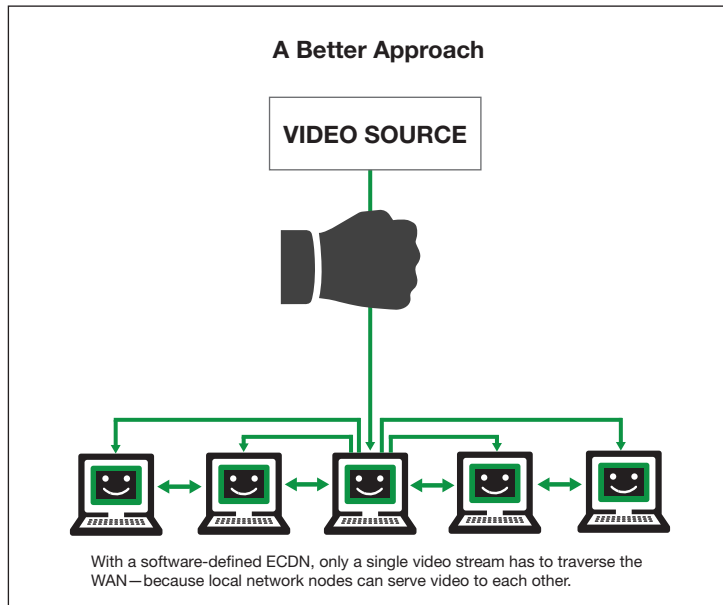 A Better Approach
VIDEO SOURCE
With a software-defined ECDN, only a single video stream has to traverse the
WAN—because local network nodes can serve video to each other.